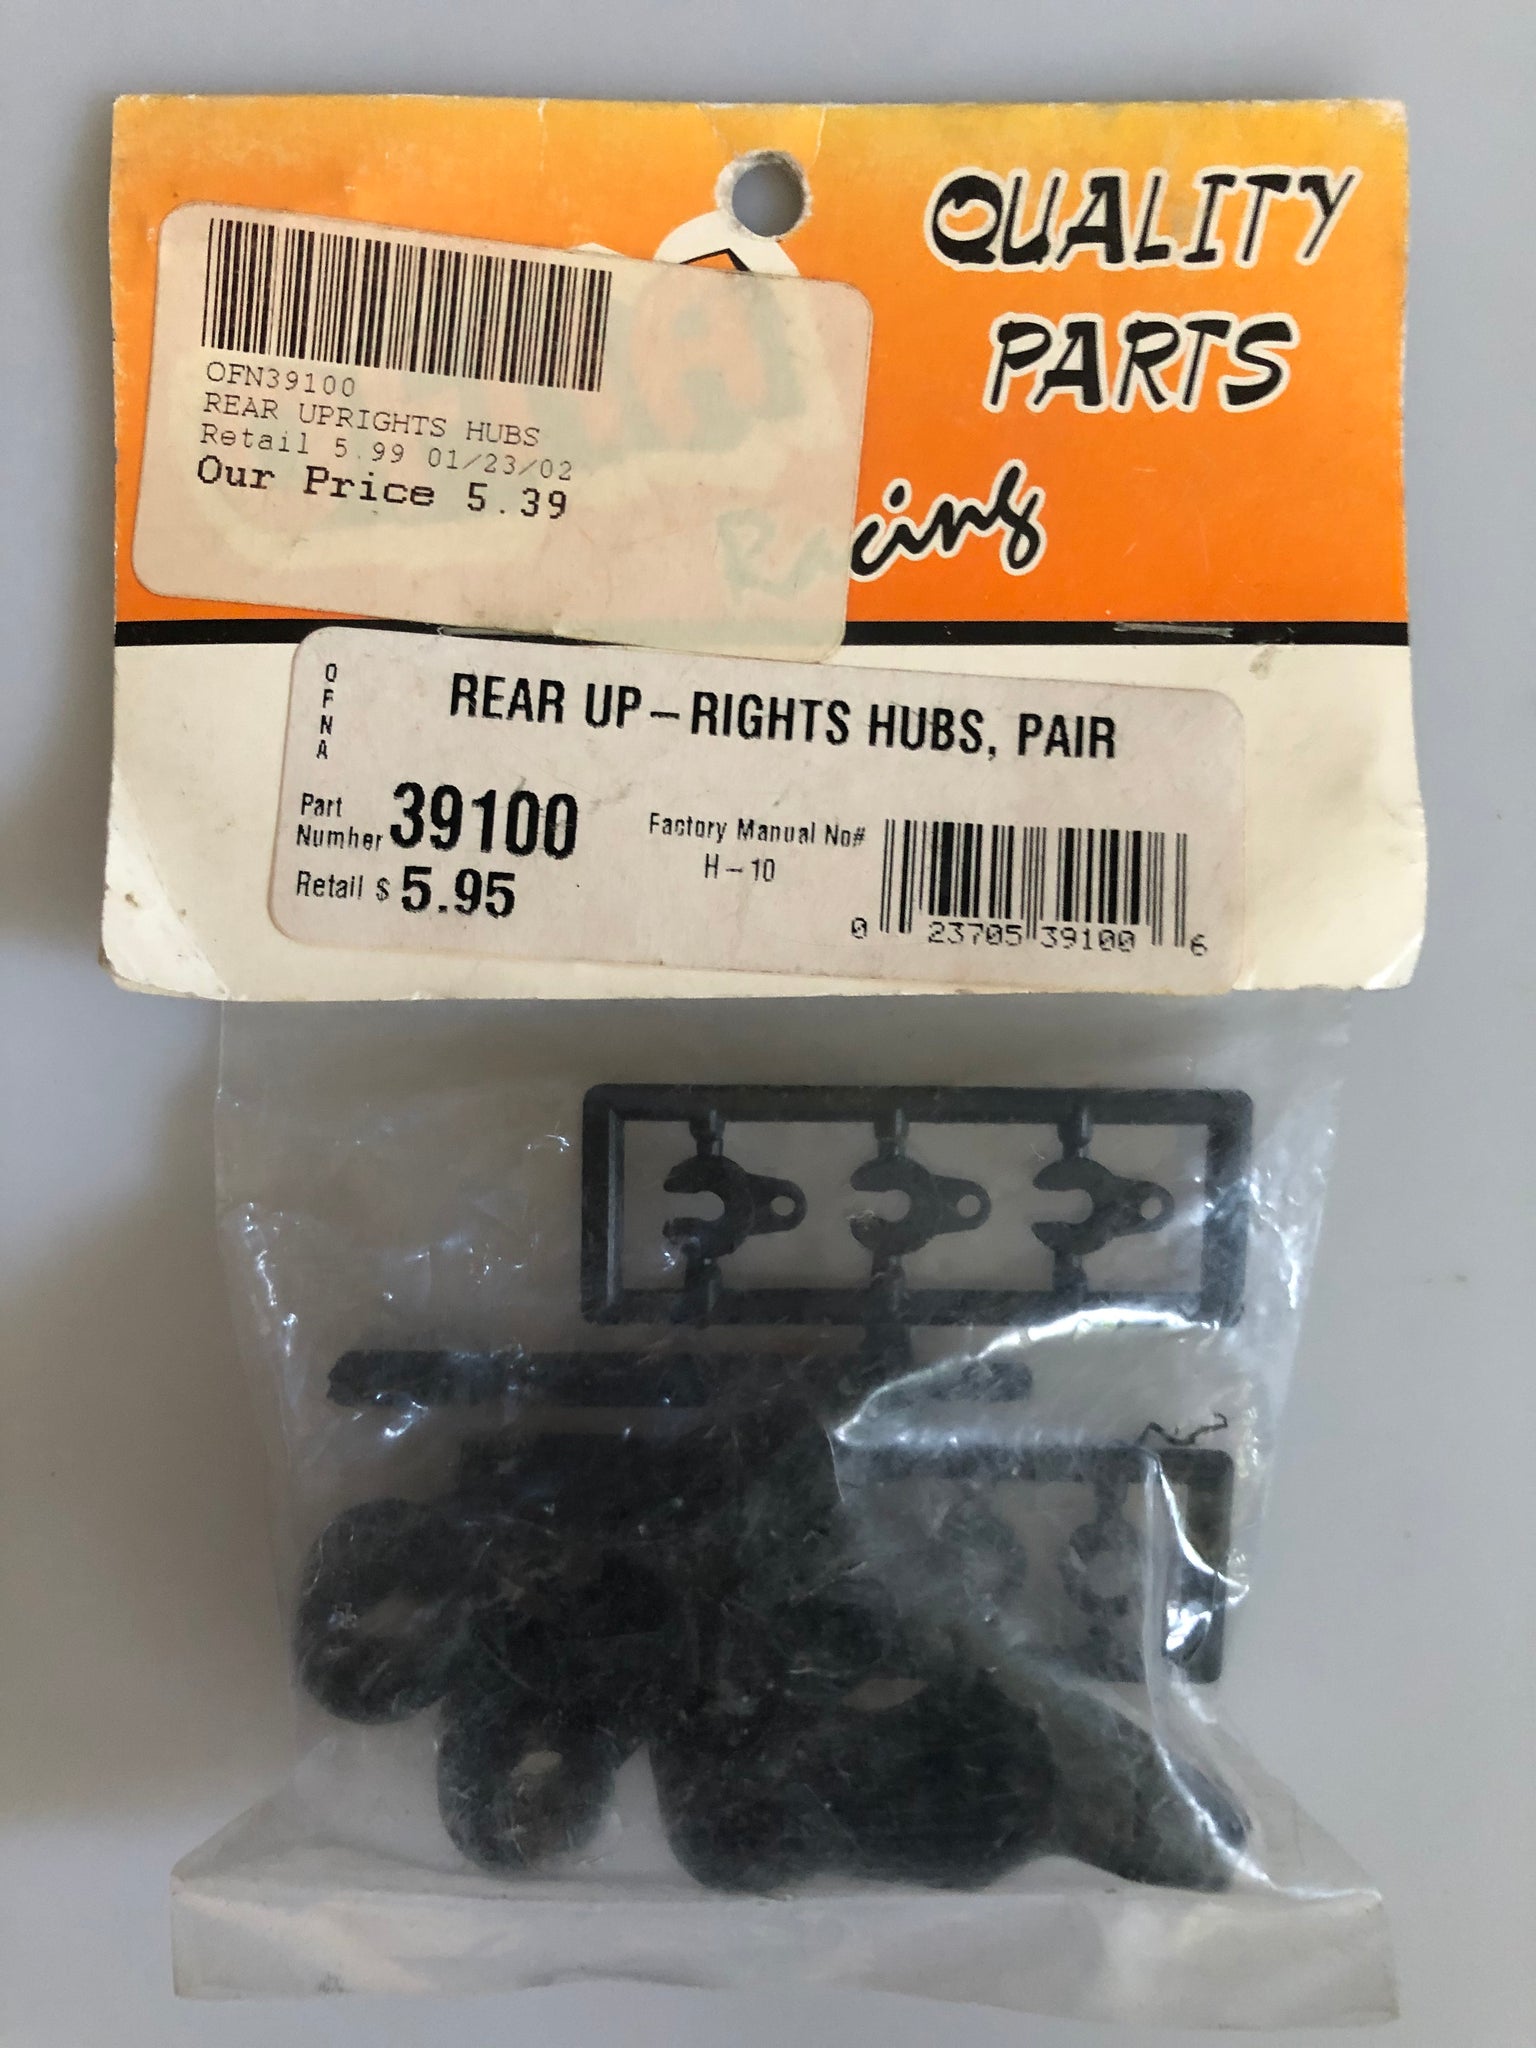 QUALITY
PARTS
Racing
OFN39100
REAR UPRIGHTS HUBS
Retail 5.99 01/23/02
Our Price 5.39
OFNA
REAR UP-RIGHTS HUBS, PAIR
Part
Number 39100
Retail $ 5.95
Factory Manual No#
H-10
0 23705 39100 6